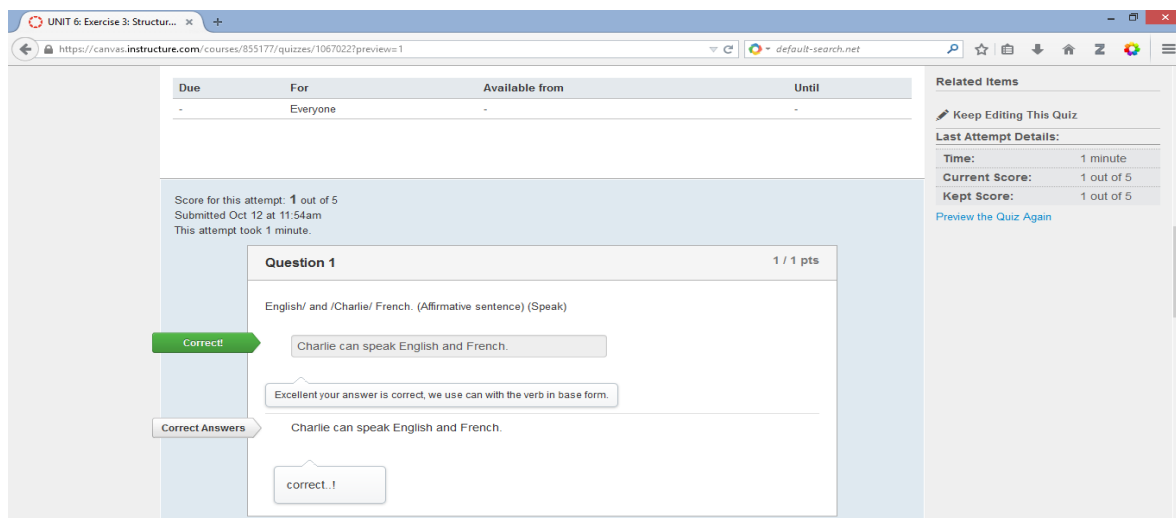 UNIT 6: Exercise 3: Structur... × +
https://canvas.instructure.com/courses/855177/quizzes/1067022?preview=1
default-search.net
Due For Available from Until
- Everyone - -
Score for this attempt: 1 out of 5
Submitted Oct 12 at 11:54am
This attempt took 1 minute.
Question 1 1 / 1 pts
English/ and /Charlie/ French. (Affirmative sentence) (Speak)
Correct! Charlie can speak English and French.
Excellent your answer is correct, we use can with the verb in base form.
Correct Answers Charlie can speak English and French.
correct..!
Related Items
Keep Editing This Quiz
Last Attempt Details:
Time: 1 minute
Current Score: 1 out of 5
Kept Score: 1 out of 5
Preview the Quiz Again